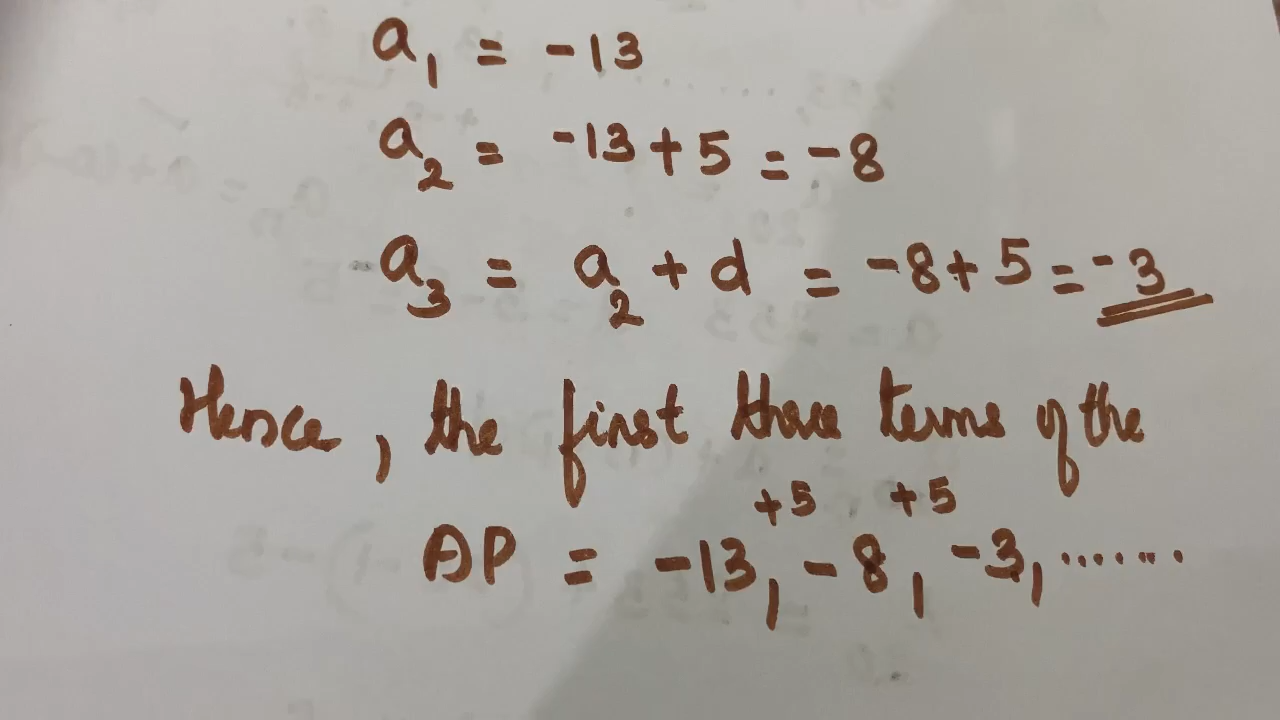 a₁ = -13
a₂ = -13 + 5 = -8
a₃ = a₂ + d = -8 + 5 = -3
Hence, the first three terms of the
+5 +5
AP = -13, -8, -3, .......